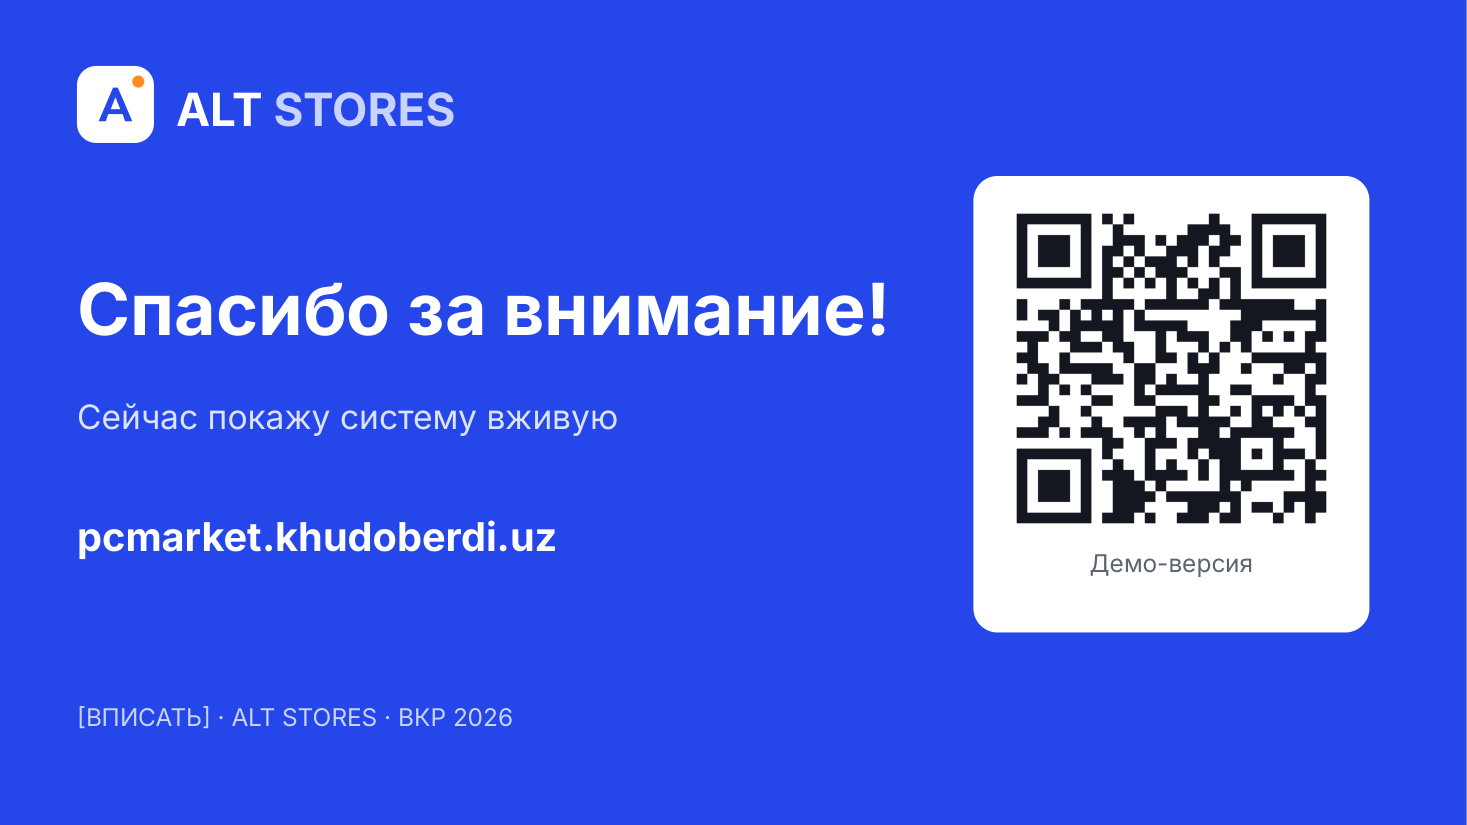 A
ALT STORES
Спасибо за внимание!
Сейчас покажу систему вживую
pcmarket.khudoberdi.uz
Демо-версия
[ВПИСАТЬ] · ALT STORES · ВКР 2026